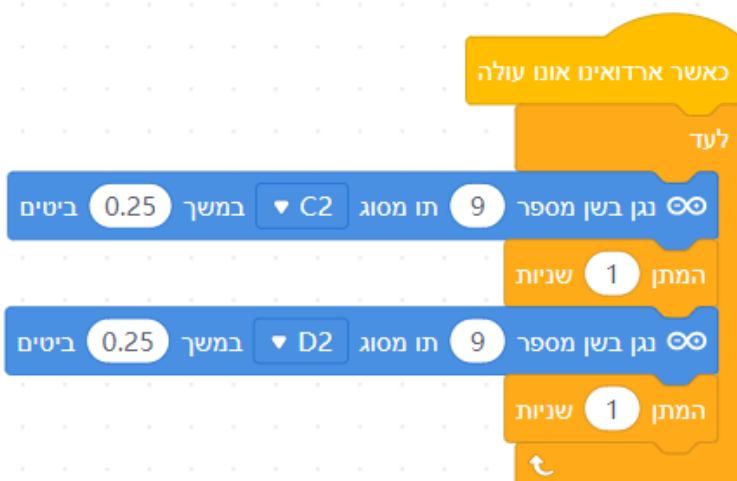 כאשר ארדואינו אונו עולה
לעד
נגן בשן מספר 9 תו מסוג C2 במשך 0.25 ביטים
המתן 1 שניות
נגן בשן מספר 9 תו מסוג D2 במשך 0.25 ביטים
המתן 1 שניות